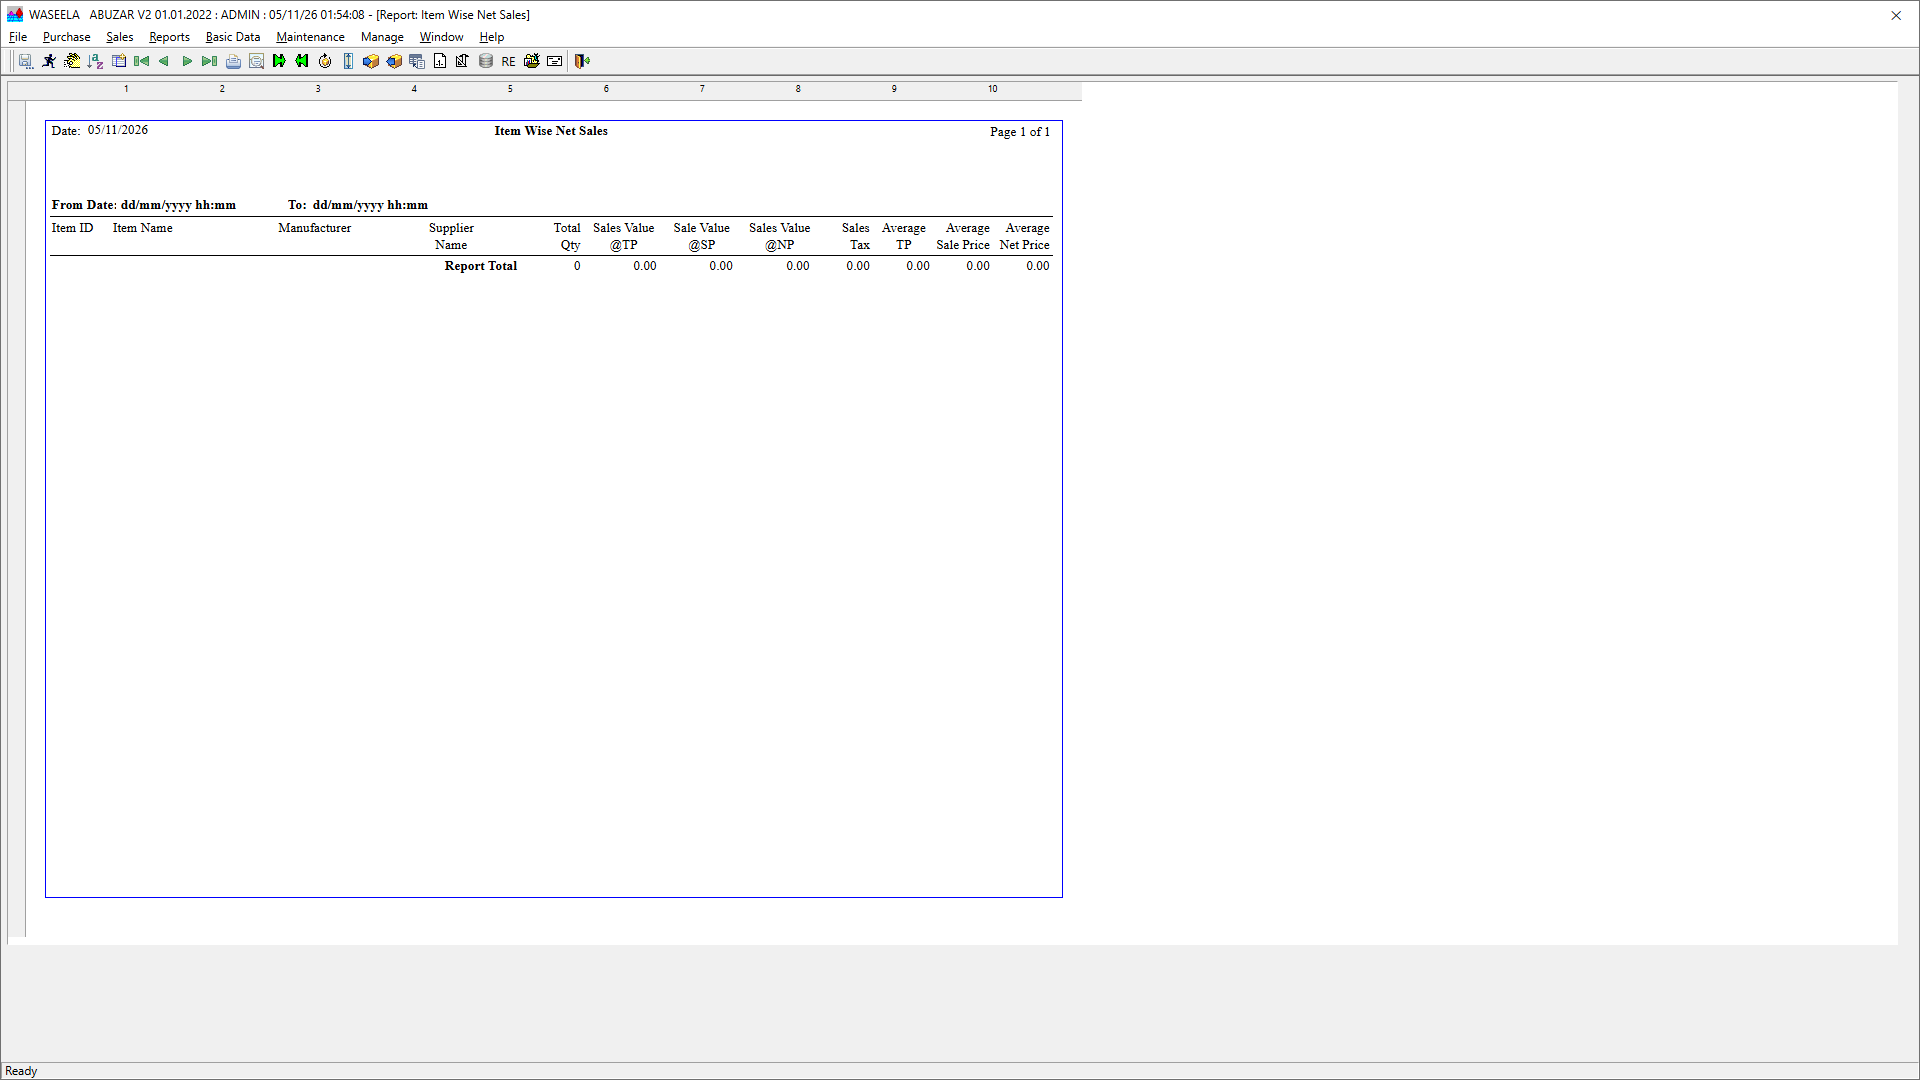 WASEELA   ABUZAR V2 01.01.2022 : ADMIN : 05/11/26 01:54:08 - [Report: Item Wise Net Sales]
File Purchase Sales Reports Basic Data Maintenance Manage Window Help
RE
1 2 3 4 5 6 7 8 9 10
Date: 05/11/2026 Item Wise Net Sales Page 1 of 1
From Date: dd/mm/yyyy hh:mm To: dd/mm/yyyy hh:mm
Item ID Item Name Manufacturer Supplier Total Sales Value Sale Value Sales Value Sales Average Average Average
Name Qty @TP @SP @NP Tax TP Sale Price Net Price
Report Total 0 0.00 0.00 0.00 0.00 0.00 0.00 0.00
Ready